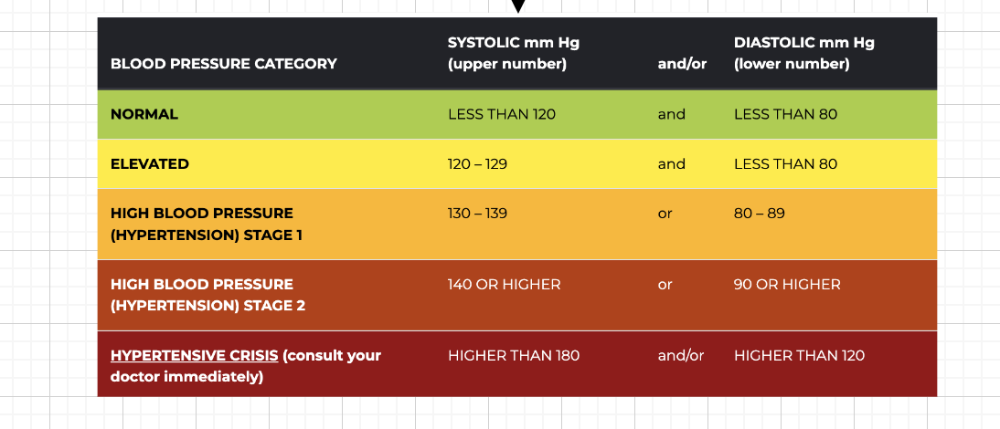 BLOOD PRESSURE CATEGORY
SYSTOLIC mm Hg
(upper number)
and/or
DIASTOLIC mm Hg
(lower number)
NORMAL
LESS THAN 120
and
LESS THAN 80
ELEVATED
120 – 129
and
LESS THAN 80
HIGH BLOOD PRESSURE
(HYPERTENSION) STAGE 1
130 – 139
or
80 – 89
HIGH BLOOD PRESSURE
(HYPERTENSION) STAGE 2
140 OR HIGHER
or
90 OR HIGHER
HYPERTENSIVE CRISIS (consult your
doctor immediately)
HIGHER THAN 180
and/or
HIGHER THAN 120